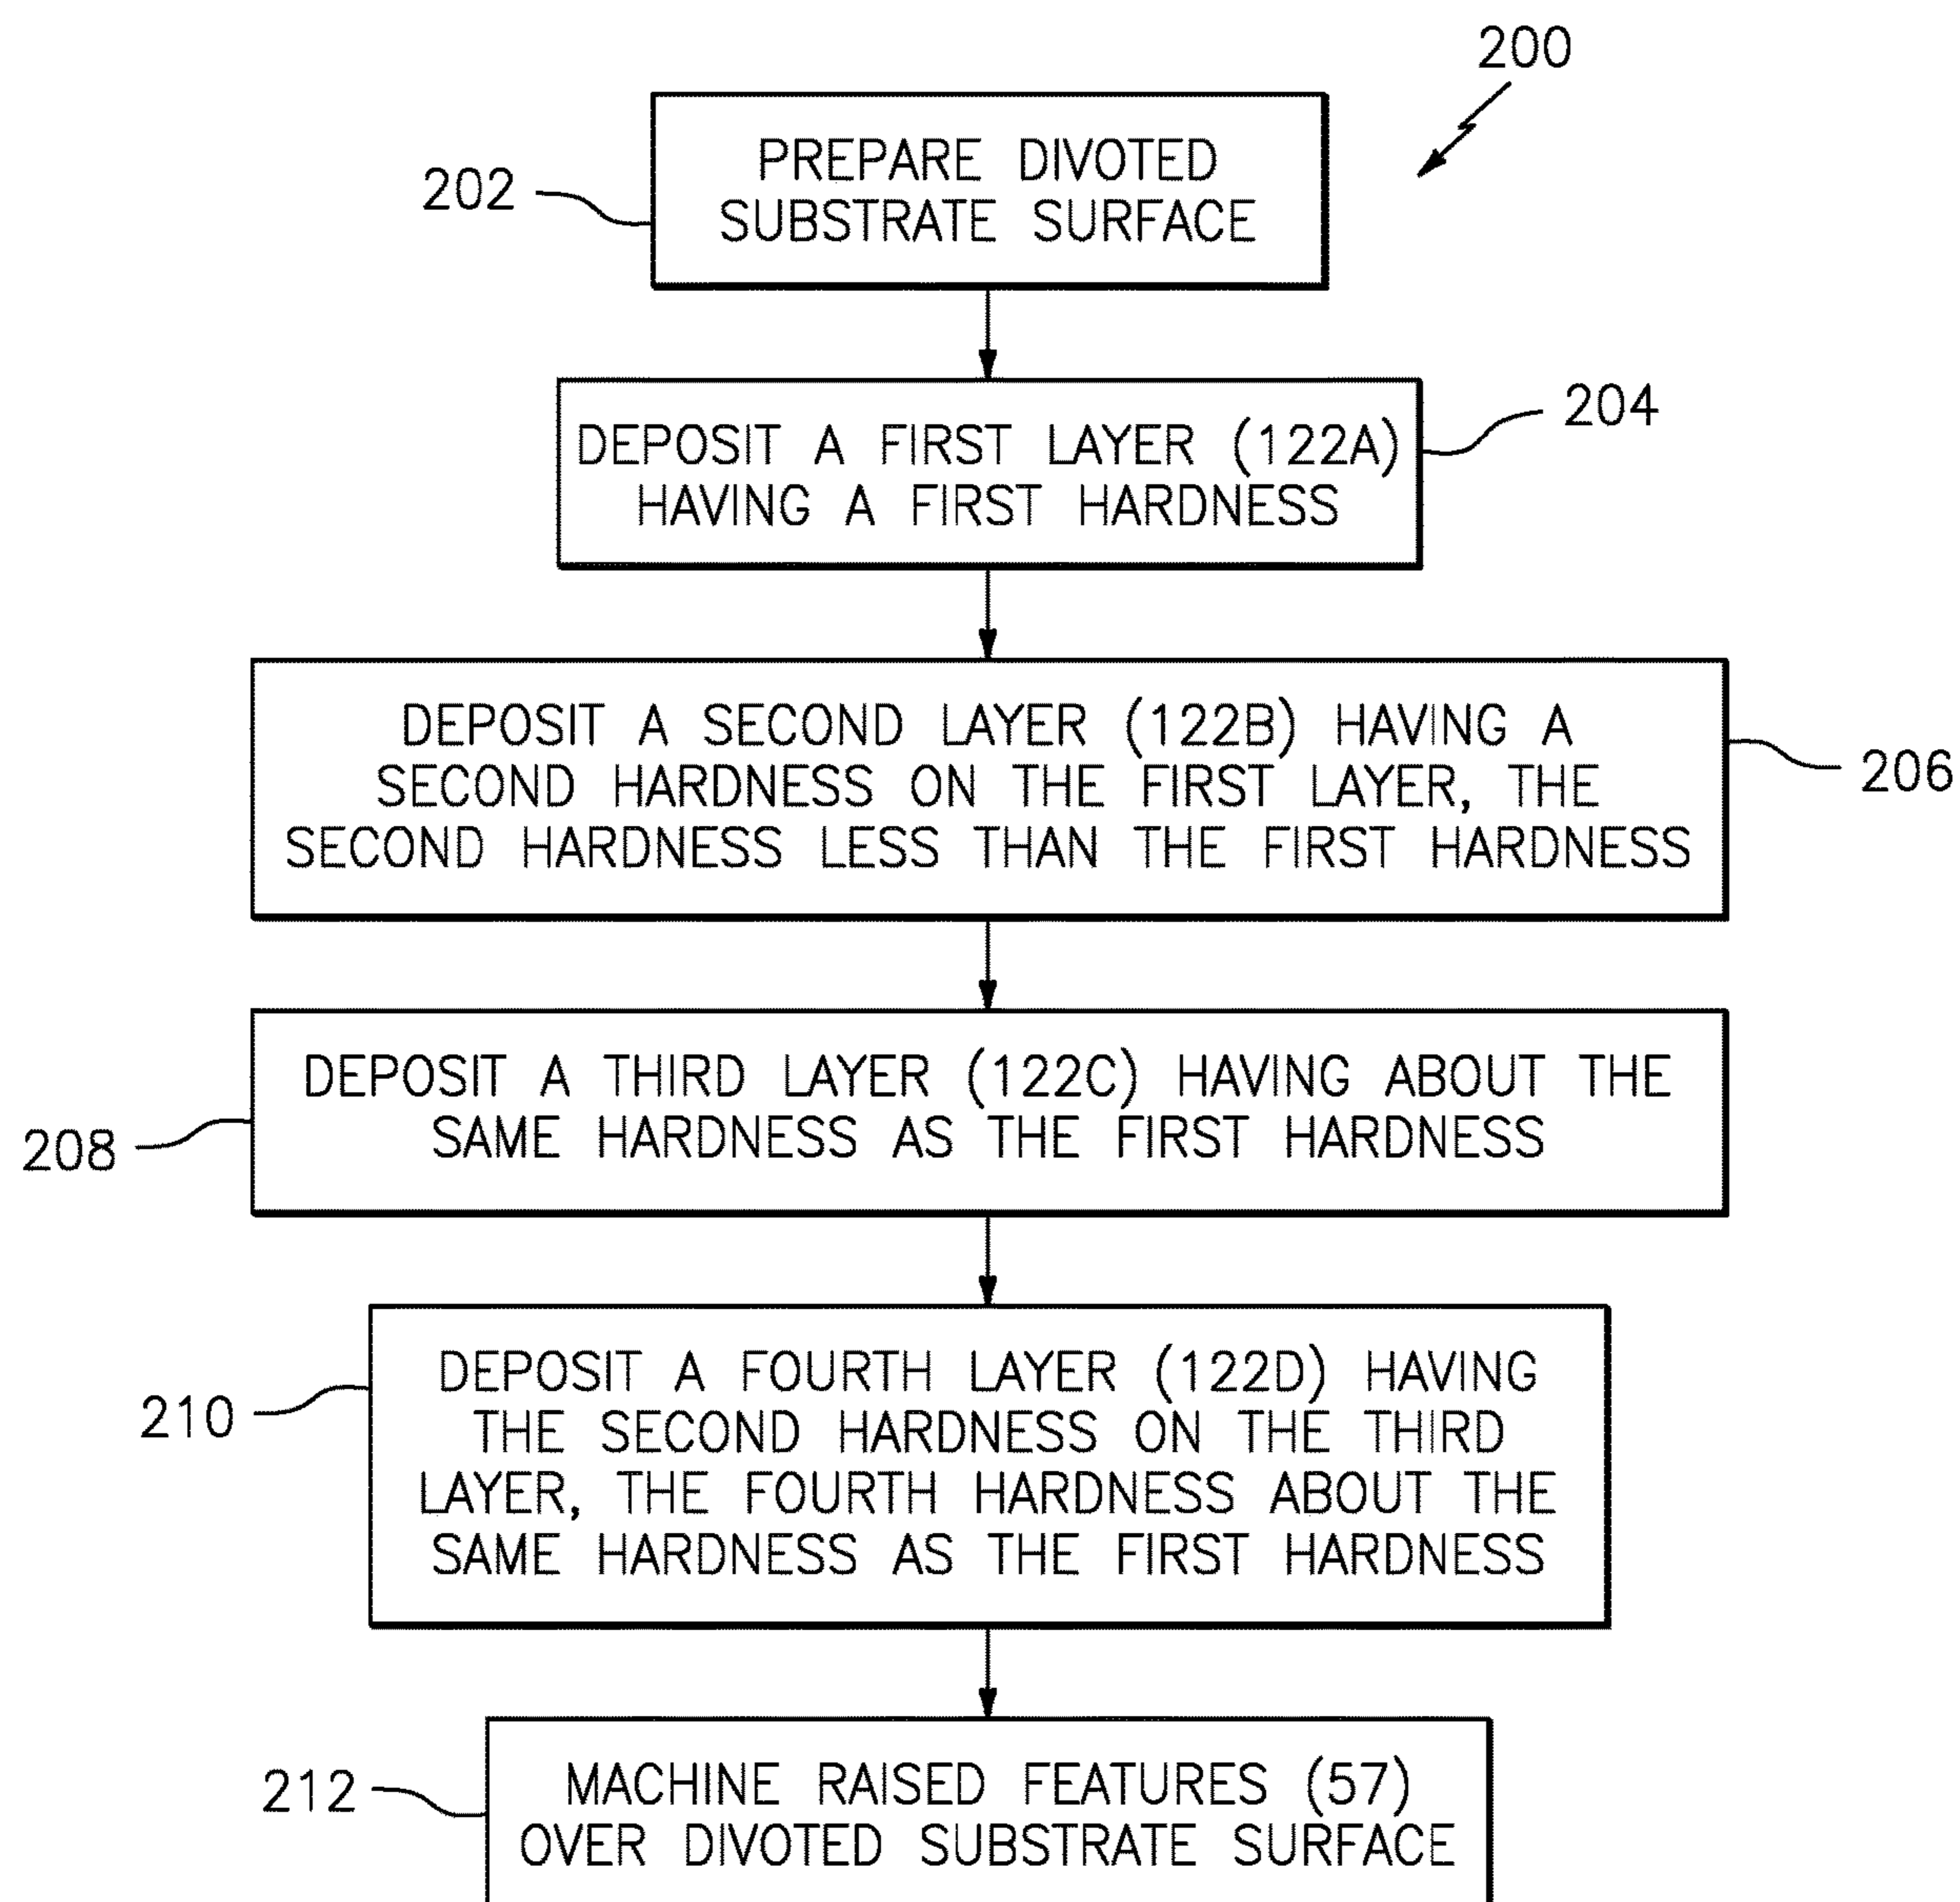 200
202
PREPARE DIVOTED
SUBSTRATE SURFACE
204
DEPOSIT A FIRST LAYER (122A)
HAVING A FIRST HARDNESS
206
DEPOSIT A SECOND LAYER (122B) HAVING A
SECOND HARDNESS ON THE FIRST LAYER, THE
SECOND HARDNESS LESS THAN THE FIRST HARDNESS
208
DEPOSIT A THIRD LAYER (122C) HAVING ABOUT THE
SAME HARDNESS AS THE FIRST HARDNESS
210
DEPOSIT A FOURTH LAYER (122D) HAVING
THE SECOND HARDNESS ON THE THIRD
LAYER, THE FOURTH HARDNESS ABOUT THE
SAME HARDNESS AS THE FIRST HARDNESS
212
MACHINE RAISED FEATURES (57)
OVER DIVOTED SUBSTRATE SURFACE